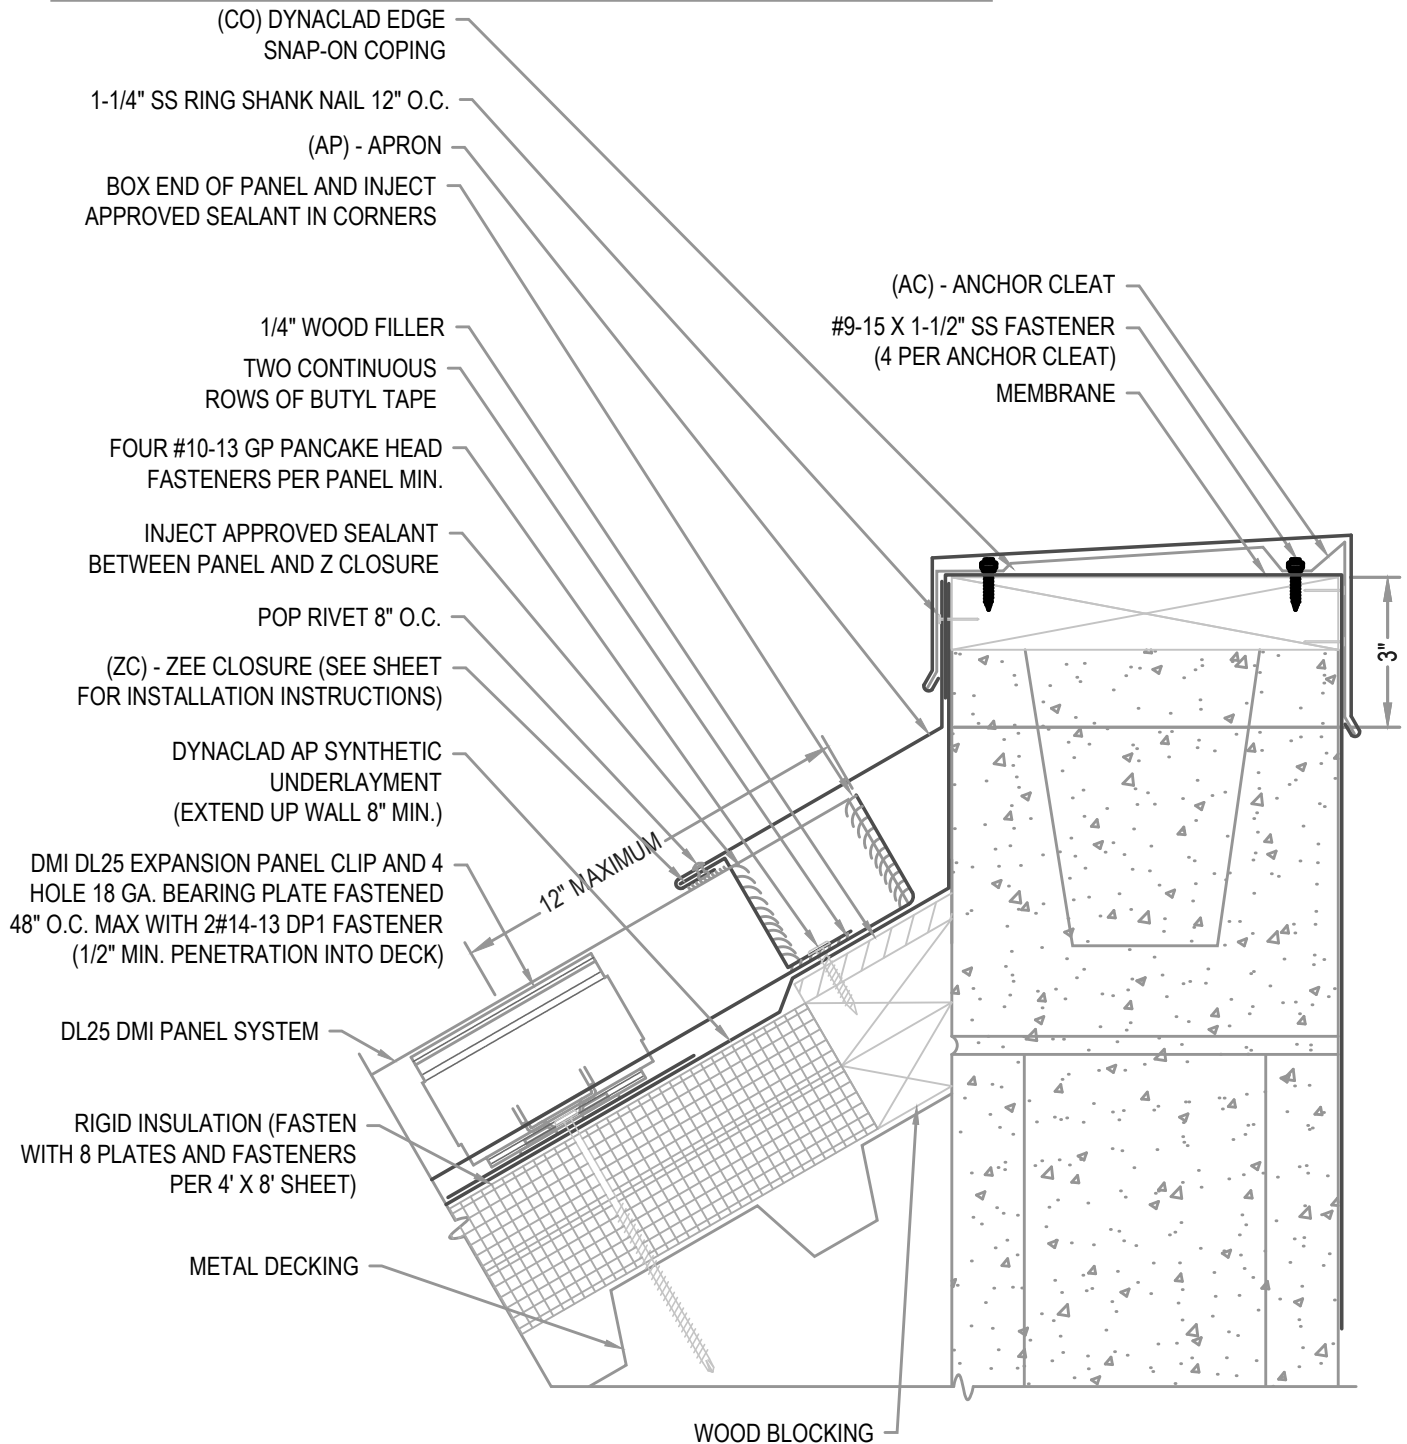 (CO) DYNACLAD EDGE
SNAP-ON COPING
1-1/4" SS RING SHANK NAIL 12" O.C.
(AP) - APRON
BOX END OF PANEL AND INJECT
APPROVED SEALANT IN CORNERS
(AC) - ANCHOR CLEAT
#9-15 X 1-1/2" SS FASTENER
(4 PER ANCHOR CLEAT)
MEMBRANE
1/4" WOOD FILLER
TWO CONTINUOUS
ROWS OF BUTYL TAPE
FOUR #10-13 GP PANCAKE HEAD
FASTENERS PER PANEL MIN.
INJECT APPROVED SEALANT
BETWEEN PANEL AND Z CLOSURE
POP RIVET 8" O.C.
(ZC) - ZEE CLOSURE (SEE SHEET
FOR INSTALLATION INSTRUCTIONS)
3"
DYNACLAD AP SYNTHETIC
UNDERLAYMENT
(EXTEND UP WALL 8" MIN.)
12" MAXIMUM
DMI DL25 EXPANSION PANEL CLIP AND 4
HOLE 18 GA. BEARING PLATE FASTENED
48" O.C. MAX WITH 2#14-13 DP1 FASTENER
(1/2" MIN. PENETRATION INTO DECK)
DL25 DMI PANEL SYSTEM
RIGID INSULATION (FASTEN
WITH 8 PLATES AND FASTENERS
PER 4' X 8' SHEET)
METAL DECKING
WOOD BLOCKING